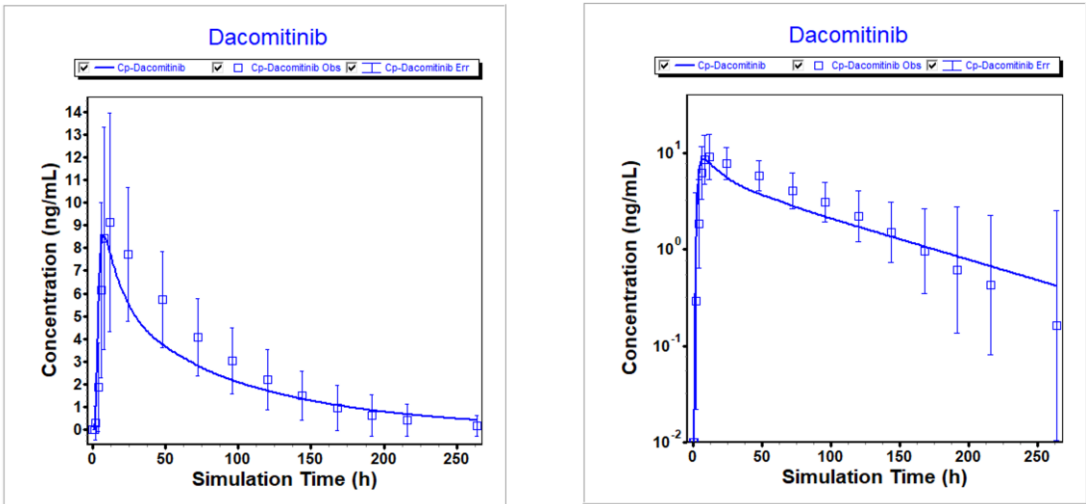 Dacomitinib
Cp-Dacomitinib Cp-Dacomitinib Obs Cp-Dacomitinib Err
14
13
12
11
10
9
8
7
6
5
4
3
2
1
0
Concentration (ng/mL)
0 50 100 150 200 250
Simulation Time (h)
Dacomitinib
Cp-Dacomitinib Cp-Dacomitinib Obs Cp-Dacomitinib Err
10¹
10⁰
10⁻¹
10⁻²
Concentration (ng/mL)
0 50 100 150 200 250
Simulation Time (h)